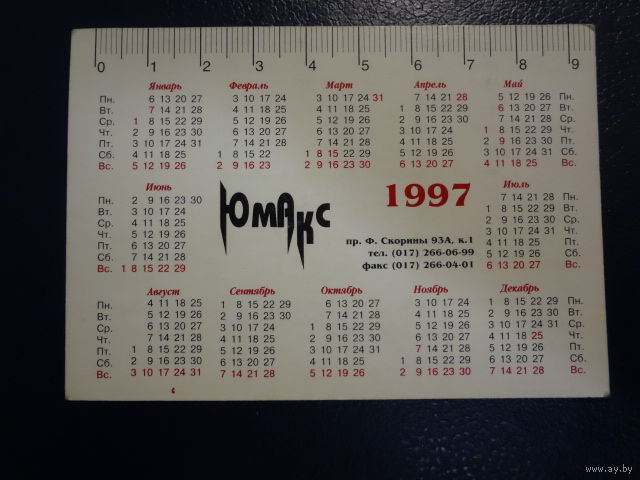 0 1 2 3 4 5 6 7 8 9
Январь Февраль Март Апрель Май
Пн. 6 13 20 27 3 10 17 24 3 10 17 24 31 7 14 21 28 5 12 19 26 Пн.
Вт. 7 14 21 28 4 11 18 25 4 11 18 25 1 8 15 22 29 6 13 20 27 Вт.
Ср. 1 8 15 22 29 5 12 19 26 5 12 19 26 2 9 16 23 30 7 14 21 28 Ср.
Чт. 2 9 16 23 30 6 13 20 27 6 13 20 27 3 10 17 24 1 8 15 22 29 Чт.
Пт. 3 10 17 24 31 7 14 21 28 7 14 21 28 4 11 18 25 2 9 16 23 30 Пт.
Сб. 4 11 18 25 1 8 15 22 1 8 15 22 29 5 12 19 26 3 10 17 24 31 Сб.
Вс. 5 12 19 26 2 9 16 23 2 9 16 23 30 6 13 20 27 4 11 18 25 Вс.
Июнь Июль
Пн. 2 9 16 23 30 7 14 21 28 Пн.
Вт. 3 10 17 24 1 8 15 22 29 Вт.
Ср. 4 11 18 25 2 9 16 23 30 Ср.
Чт. 5 12 19 26 3 10 17 24 31 Чт.
Пт. 6 13 20 27 4 11 18 25 Пт.
Сб. 7 14 21 28 5 12 19 26 Сб.
Вс. 1 8 15 22 29 6 13 20 27 Вс.
ЮМАКС
1997
пр. Ф. Скорины 93А, к.1
тел. (017) 266-06-99
факс (017) 266-04-01
Август Сентябрь Октябрь Ноябрь Декабрь
Пн. 4 11 18 25 1 8 15 22 29 6 13 20 27 3 10 17 24 1 8 15 22 29 Пн.
Вт. 5 12 19 26 2 9 16 23 30 7 14 21 28 4 11 18 25 2 9 16 23 30 Вт.
Ср. 6 13 20 27 3 10 17 24 1 8 15 22 29 5 12 19 26 3 10 17 24 31 Ср.
Чт. 7 14 21 28 4 11 18 25 2 9 16 23 30 6 13 20 27 4 11 18 25 Чт.
Пт. 1 8 15 22 29 5 12 19 26 3 10 17 24 31 7 14 21 28 5 12 19 26 Пт.
Сб. 2 9 16 23 30 6 13 20 27 4 11 18 25 1 8 15 22 29 6 13 20 27 Сб.
Вс. 3 10 17 24 31 7 14 21 28 5 12 19 26 2 9 16 23 30 7 14 21 28 Вс.
www.ay.by